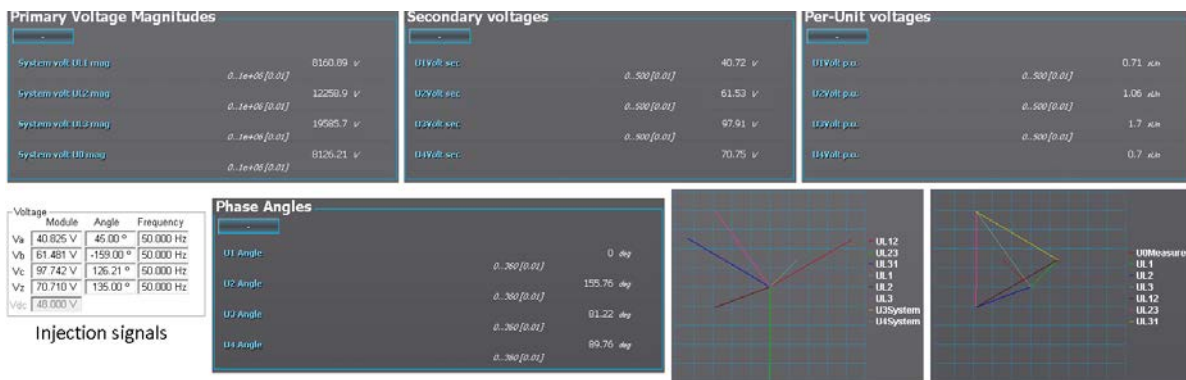 Primary Voltage Magnitudes
-
System volt UL1 mag 8160.89 V
0...1e+06 [0.01]
System volt UL2 mag 12258.9 V
0...1e+06 [0.01]
System volt UL3 mag 19585.7 V
0...1e+06 [0.01]
System volt U0 mag 8126.21 V
0...1e+06 [0.01]
Secondary voltages
-
U1Volt sec 40.72 V
0...500 [0.01]
U2Volt sec 61.53 V
0...500 [0.01]
U3Volt sec 97.91 V
0...500 [0.01]
U4Volt sec 70.75 V
Per-Unit voltages
-
U1Volt p.u. 0.71 xUn
0...500 [0.01]
U2Volt p.u. 1.06 xUn
0...500 [0.01]
U3Volt p.u. 1.7 xUn
0...500 [0.01]
U4Volt p.u. 0.7 xUn
Voltage
Module Angle Frequency
Va 40.825 V 45.00 º 50.000 Hz
Vb 61.481 V -159.00 º 50.000 Hz
Vc 97.742 V 126.21 º 50.000 Hz
Vz 70.710 V 135.00 º 50.000 Hz
Vdc 48.000 V
Injection signals
Phase Angles
-
U1 Angle 0 deg
0...360 [0.01]
U2 Angle 155.76 deg
0...360 [0.01]
U3 Angle 81.22 deg
0...360 [0.01]
U4 Angle 89.76 deg
0...360 [0.01]
UL12
UL23
UL31
UL1
UL2
UL3
U3System
U4System
U0Measure
UL1
UL2
UL3
UL12
UL23
UL31